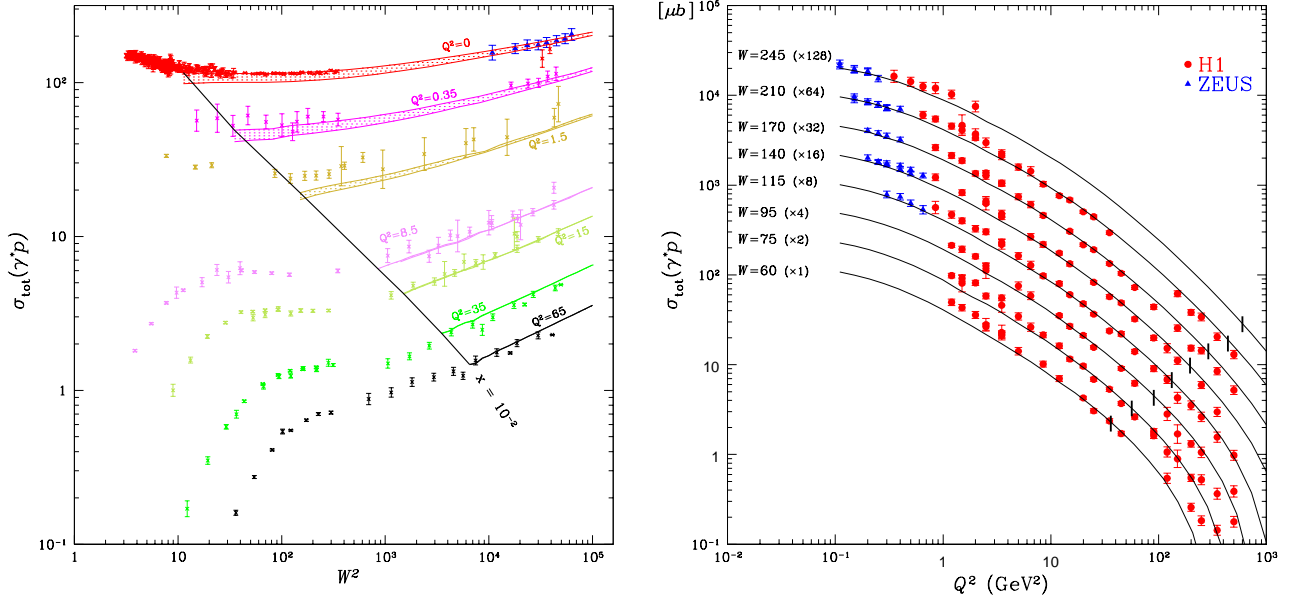 10²
10
1
10⁻¹
σtot(γ*p)
1
10
10²
10³
10⁴
10⁵
W²
Q²=0
Q²=0.35
Q²=1.5
Q²=8.5
Q²=15
Q²=35
Q²=65
x = 10⁻²
[μb]
10⁵
10⁴
10³
10²
10
1
10⁻¹
σtot(γ*p)
W=245 (×128)
W=210 (×64)
W=170 (×32)
W=140 (×16)
W=115 (×8)
W=95 (×4)
W=75 (×2)
W=60 (×1)
H1
ZEUS
10⁻²
10⁻¹
1
10
10²
10³
Q² (GeV²)